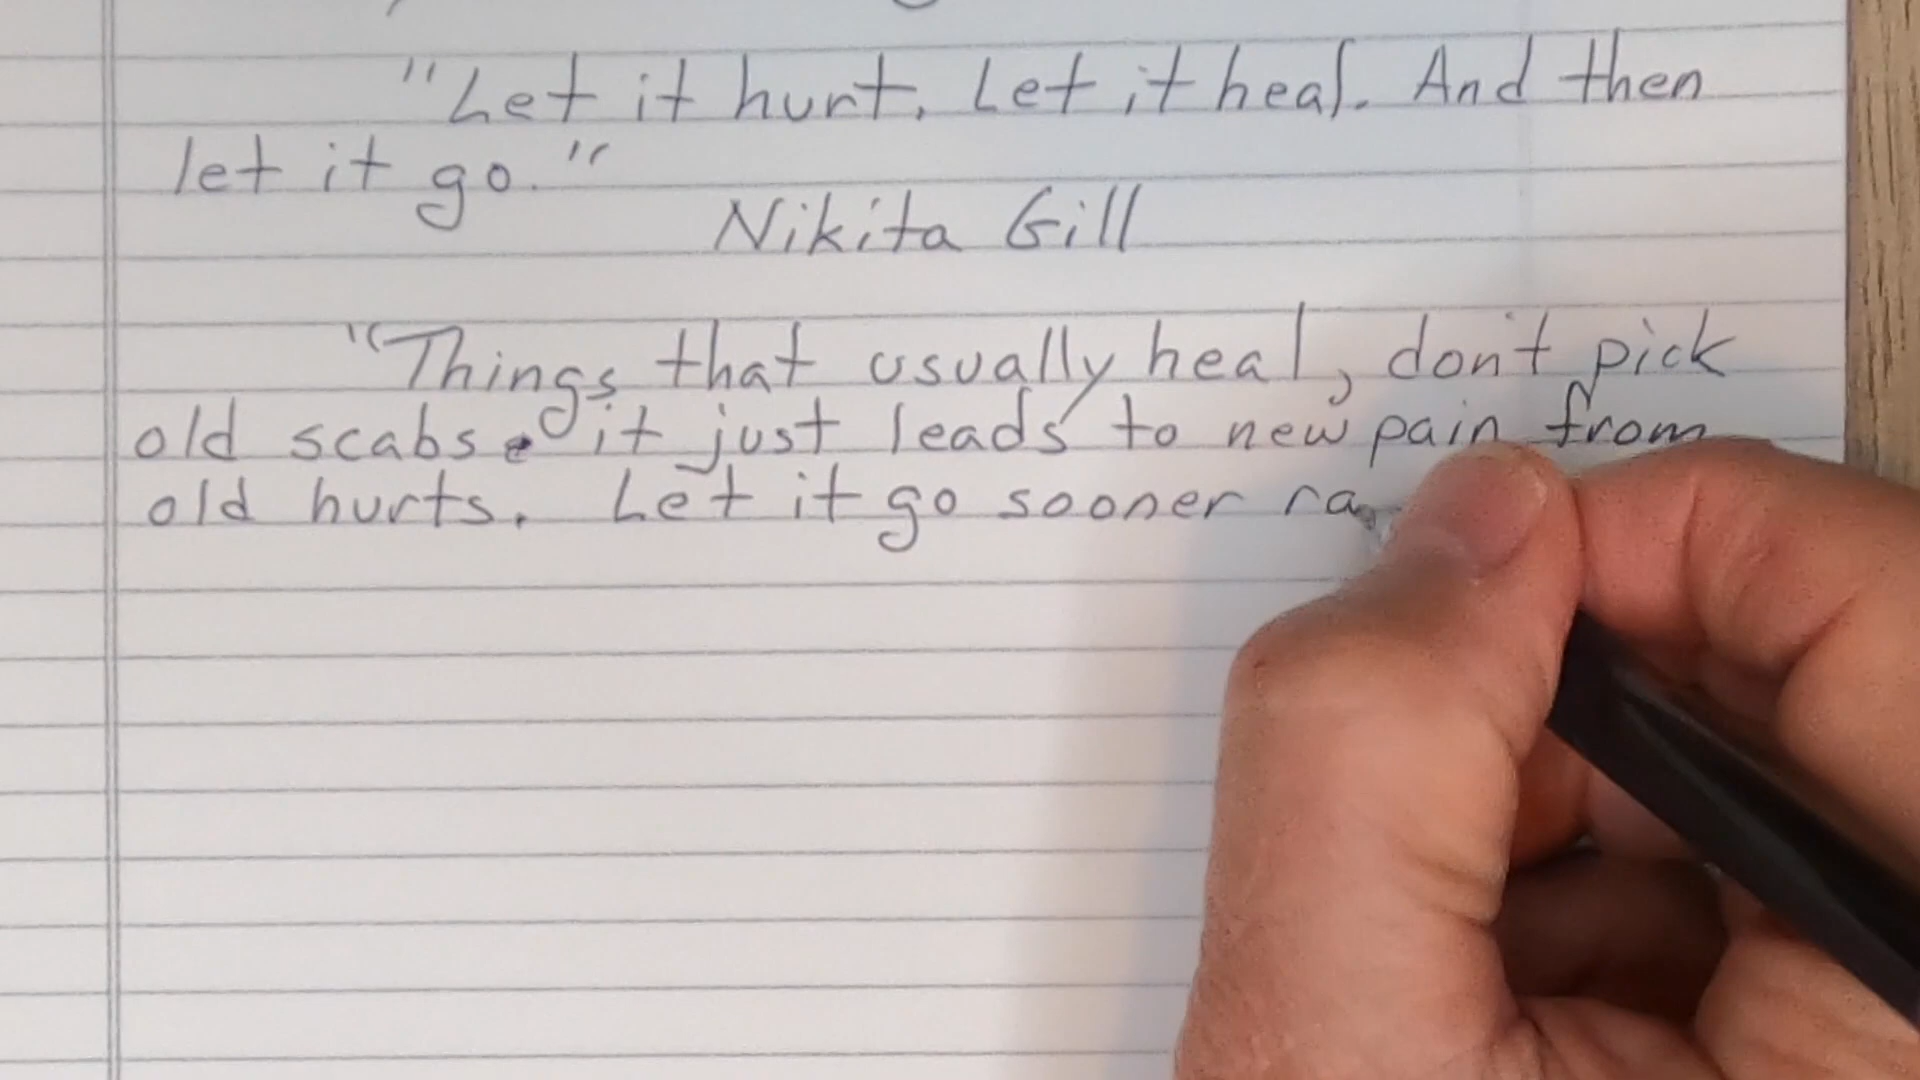 "Let it hurt. Let it heal. And then
let it go."
Nikita Gill
"Things that usually heal, don't pick
old scabs. it just leads to new pain from
old hurts. Let it go sooner ra